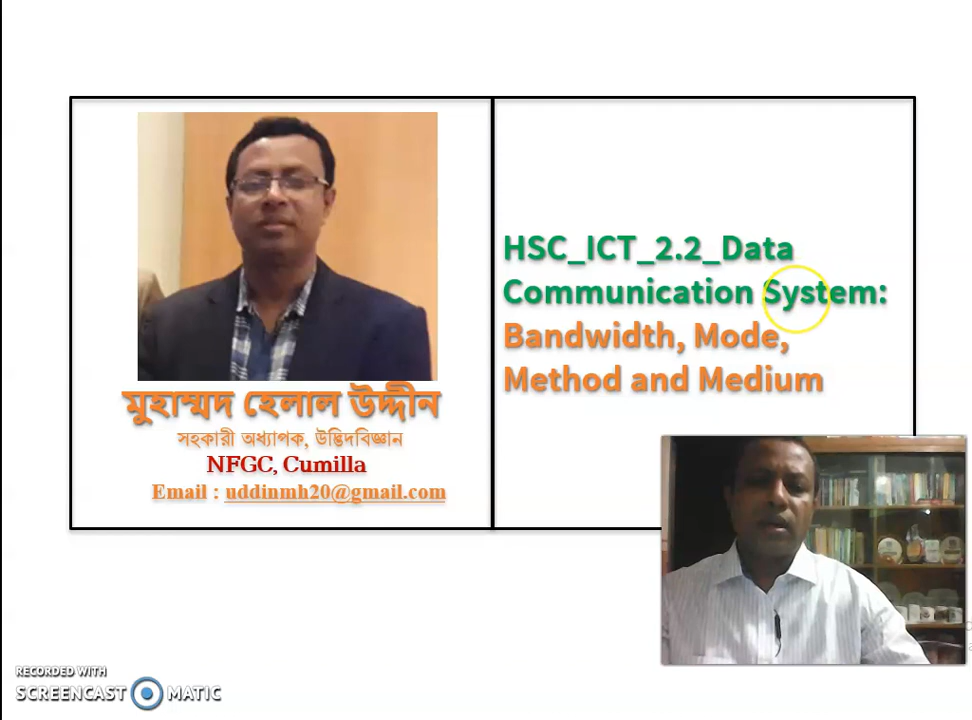 মুহাম্মদ হেলাল উদ্দীন
সহকারী অধ্যাপক, উদ্ভিদবিজ্ঞান
NFGC, Cumilla
Email : uddinmh20@gmail.com
HSC_ICT_2.2_Data
Communication System:
Bandwidth, Mode,
Method and Medium
RECORDED WITH
SCREENCAST MATIC